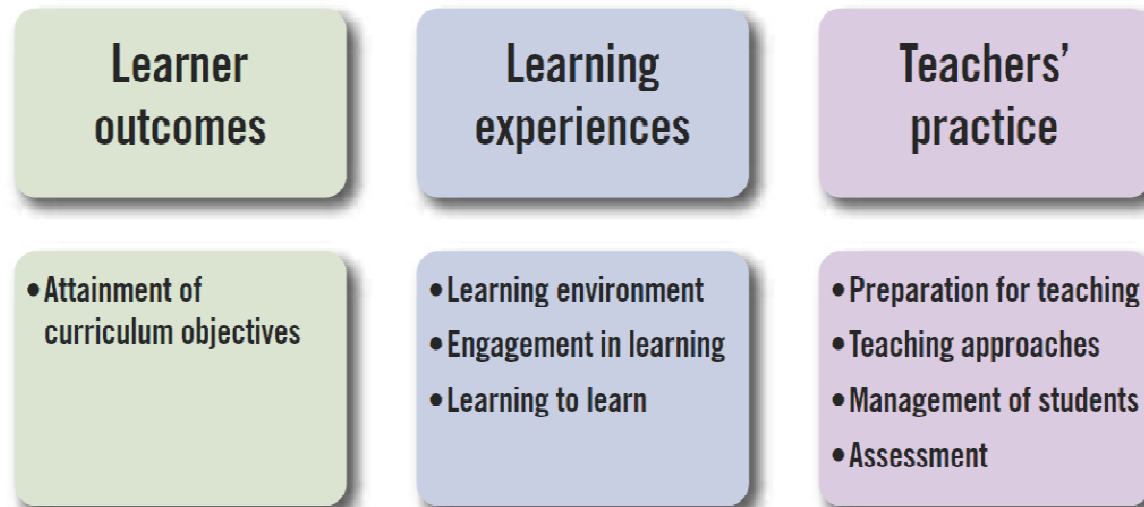 Learner
outcomes
Learning
experiences
Teachers’
practice
• Attainment of
curriculum objectives
• Learning environment
• Engagement in learning
• Learning to learn
• Preparation for teaching
• Teaching approaches
• Management of students
• Assessment